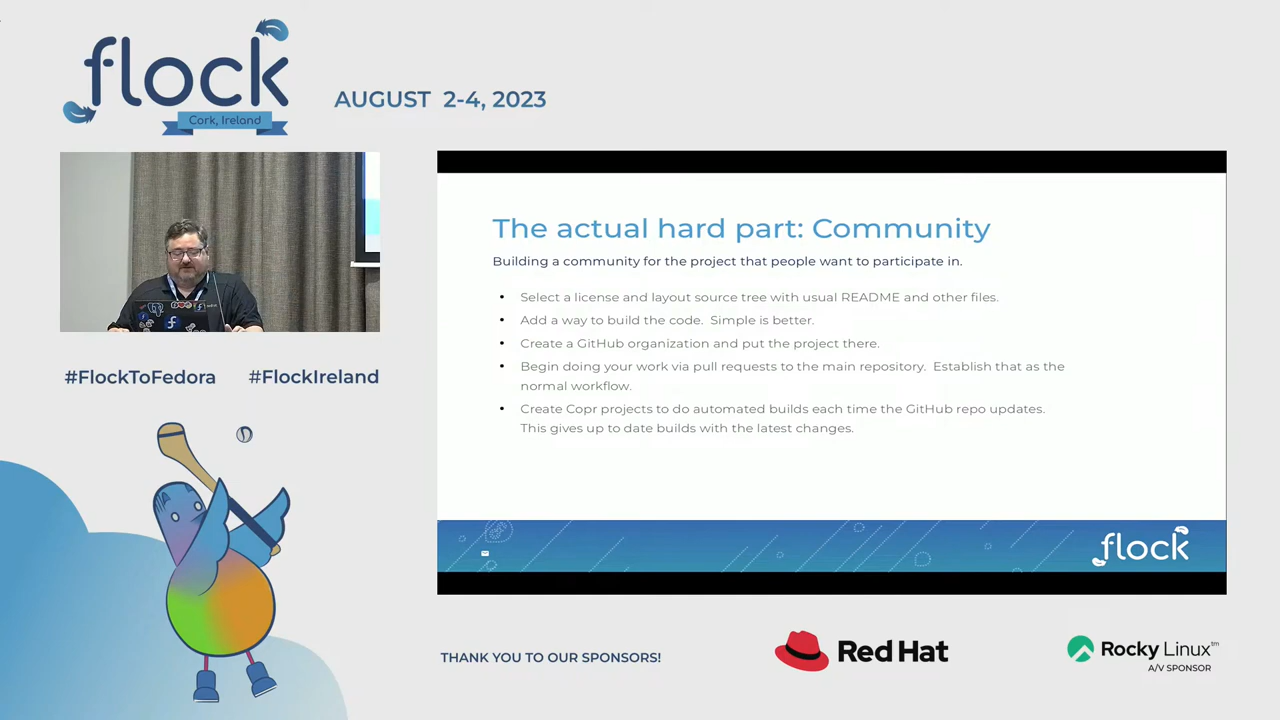 flock
Cork, Ireland
AUGUST 2-4, 2023
The actual hard part: Community
Building a community for the project that people want to participate in.
• Select a license and layout source tree with usual README and other files.
• Add a way to build the code. Simple is better.
• Create a GitHub organization and put the project there.
• Begin doing your work via pull requests to the main repository. Establish that as the
normal workflow.
• Create Copr projects to do automated builds each time the GitHub repo updates.
This gives up to date builds with the latest changes.
flock
#FlockToFedora #FlockIreland
THANK YOU TO OUR SPONSORS!
Red Hat
Rocky Linux™
A/V SPONSOR